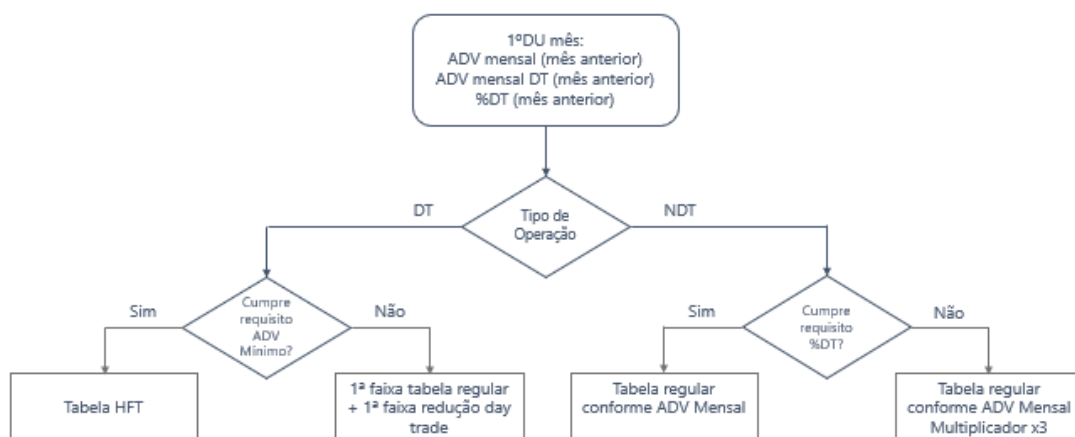 1ºDU mês:
ADV mensal (mês anterior)
ADV mensal DT (mês anterior)
%DT (mês anterior)
DT
Tipo de
Operação
NDT
Sim
Cumpre
requisito
ADV
Mínimo?
Não
Sim
Cumpre
requisito
%DT?
Não
Tabela HFT
1ª faixa tabela regular
+ 1ª faixa redução day
trade
Tabela regular
conforme ADV Mensal
Tabela regular
conforme ADV Mensal
Multiplicador x3